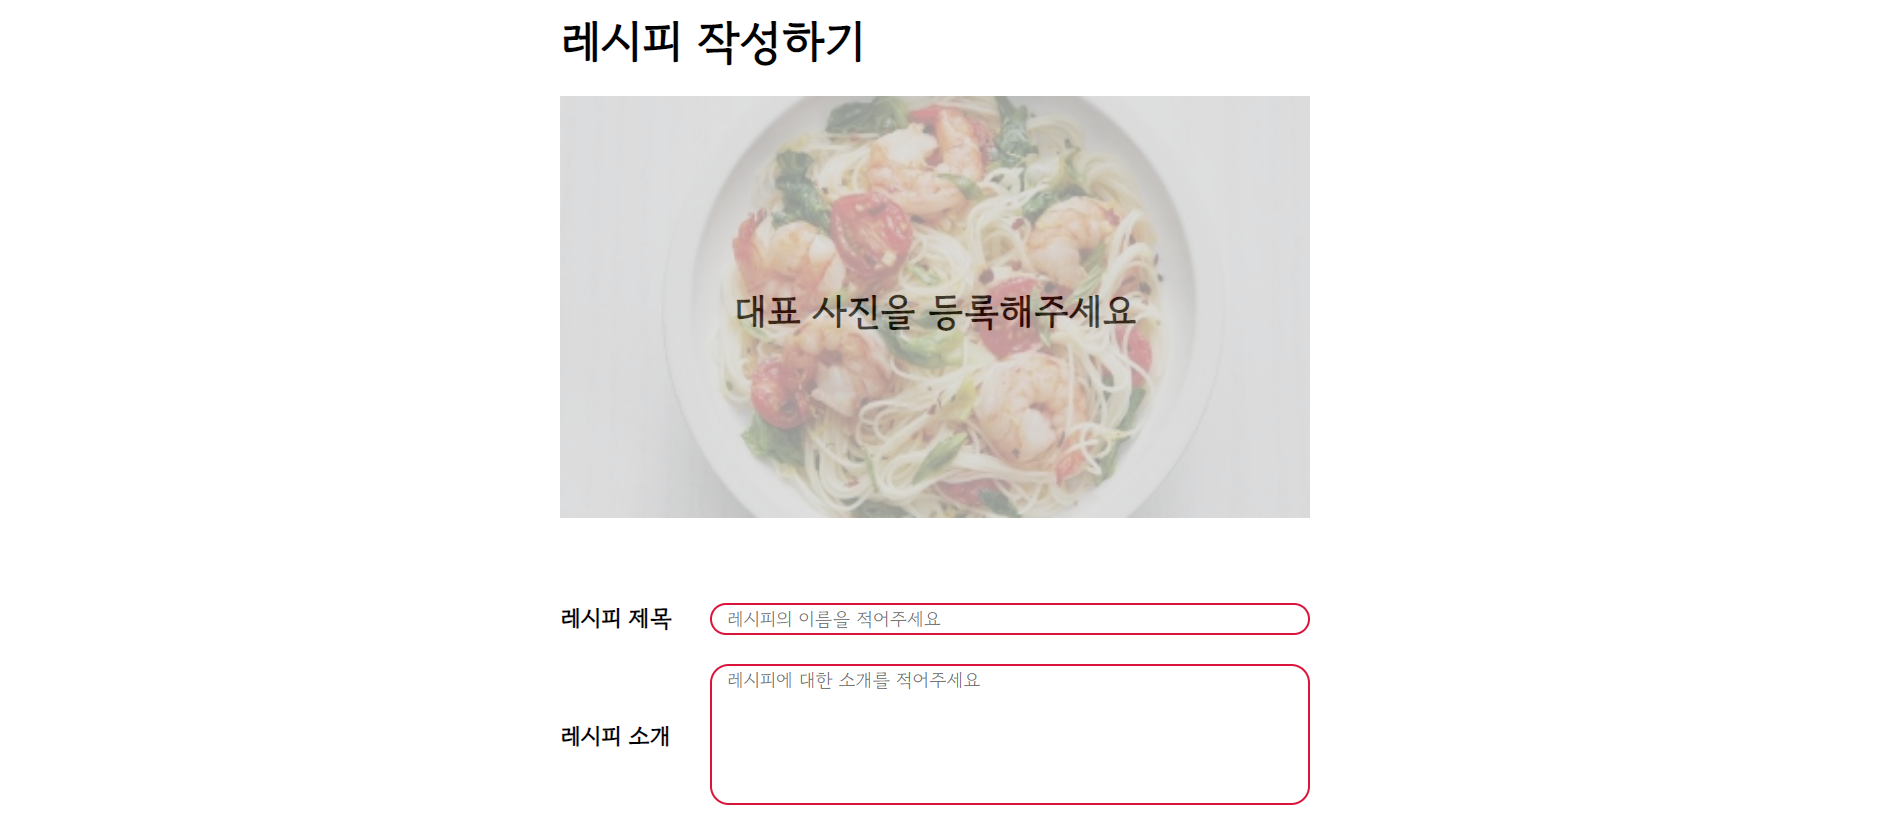 레시피 작성하기
대표 사진을 등록해주세요
레시피 제목
레시피의 이름을 적어주세요
레시피 소개
레시피에 대한 소개를 적어주세요